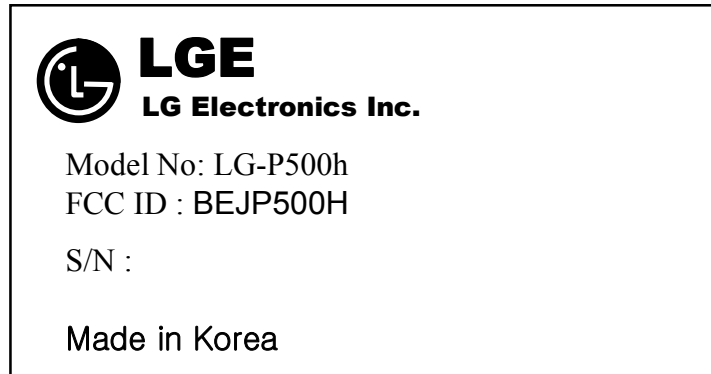 LGE
LG Electronics Inc.
Model No: LG-P500h
FCC ID : BEJP500H
S/N :
Made in Korea